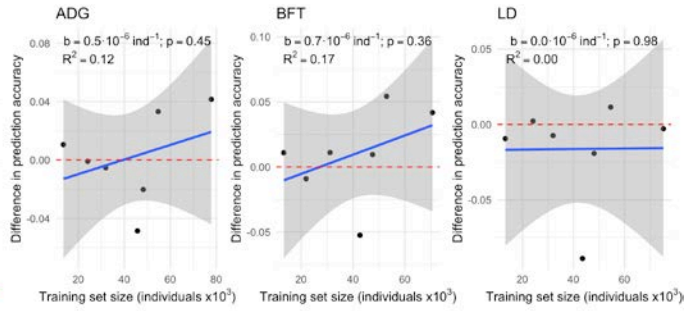 ADG
b = 0.5·10⁻⁶ ind⁻¹; p = 0.45
R² = 0.12
0.08
0.04
0.00
-0.04
20
40
60
80
Training set size (individuals x10³)
Difference in prediction accuracy
BFT
b = 0.7·10⁻⁶ ind⁻¹; p = 0.36
R² = 0.17
0.10
0.05
0.00
-0.05
20
40
60
Training set size (individuals x10³)
Difference in prediction accuracy
LD
b = 0.0·10⁻⁶ ind⁻¹; p = 0.98
R² = 0.00
0.05
0.00
-0.05
20
40
60
Training set size (individuals x10³)
Difference in prediction accuracy